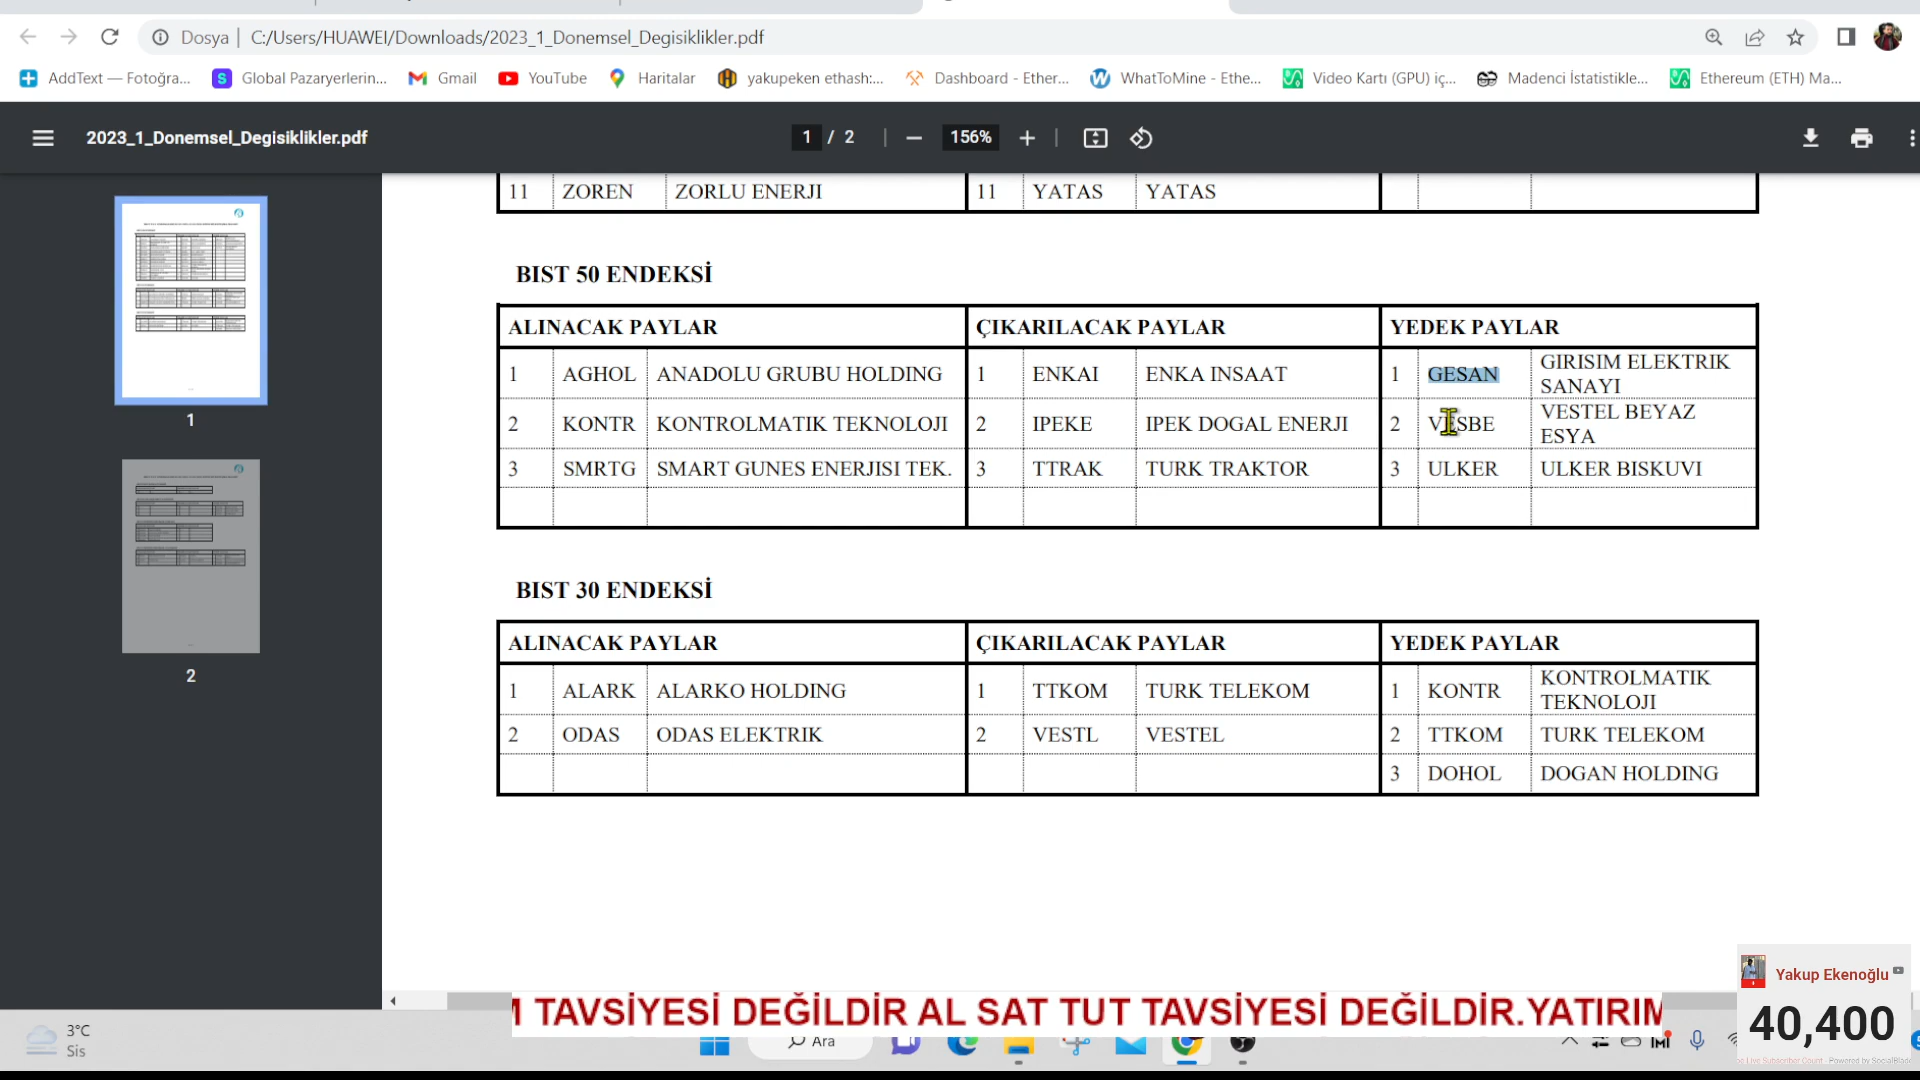 Dosya | C:/Users/HUAWEI/Downloads/2023_1_Donemsel_Degisiklikler.pdf
AddText — Fotoğra... Global Pazaryerlerin... Gmail YouTube Haritalar yakupeken ethash:... Dashboard - Ether... WhatToMine - Ethe... Video Kartı (GPU) iç... Madenci İstatistikle... Ethereum (ETH) Ma...
2023_1_Donemsel_Degisiklikler.pdf 1 / 2 156%
11 ZOREN ZORLU ENERJI 11 YATAS YATAS
BIST 50 ENDEKSİ
ALINACAK PAYLAR ÇIKARILACAK PAYLAR YEDEK PAYLAR
1 AGHOL ANADOLU GRUBU HOLDING 1 ENKAI ENKA INSAAT 1 GESAN GIRISIM ELEKTRIK
SANAYI
2 KONTR KONTROLMATIK TEKNOLOJI 2 IPEKE IPEK DOGAL ENERJI 2 VESBE VESTEL BEYAZ
ESYA
3 SMRTG SMART GUNES ENERJISI TEK. 3 TTRAK TURK TRAKTOR 3 ULKER ULKER BISKUVI
BIST 30 ENDEKSİ
ALINACAK PAYLAR ÇIKARILACAK PAYLAR YEDEK PAYLAR
1 ALARK ALARKO HOLDING 1 TTKOM TURK TELEKOM 1 KONTR KONTROLMATIK
TEKNOLOJI
2 ODAS ODAS ELEKTRIK 2 VESTL VESTEL 2 TTKOM TURK TELEKOM
3 DOHOL DOGAN HOLDING
1
2
Yakup Ekenoğlu
40,400
M TAVSİYESİ DEĞİLDİR AL SAT TUT TAVSİYESİ DEĞİLDİR.YATIRIM
3°C
Sis
Ara
Live Subscriber Count - Powered by SocialBlade